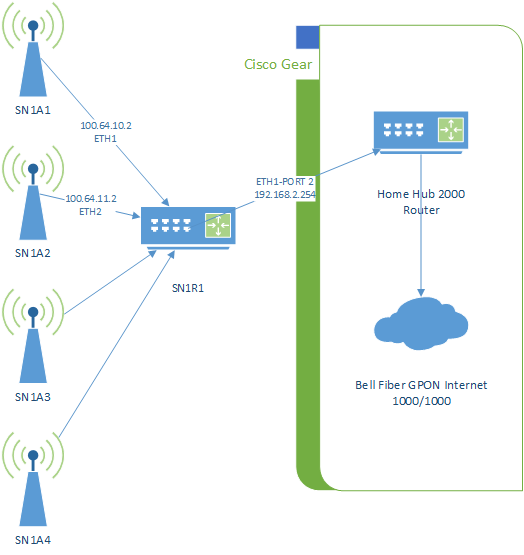 Cisco Gear
SN1A1
100.64.10.2
ETH1
ETH1-PORT 2
192.168.2.254
Home Hub 2000
Router
100.64.11.2
ETH2
SN1A2
SN1R1
SN1A3
Bell Fiber GPON Internet
1000/1000
SN1A4